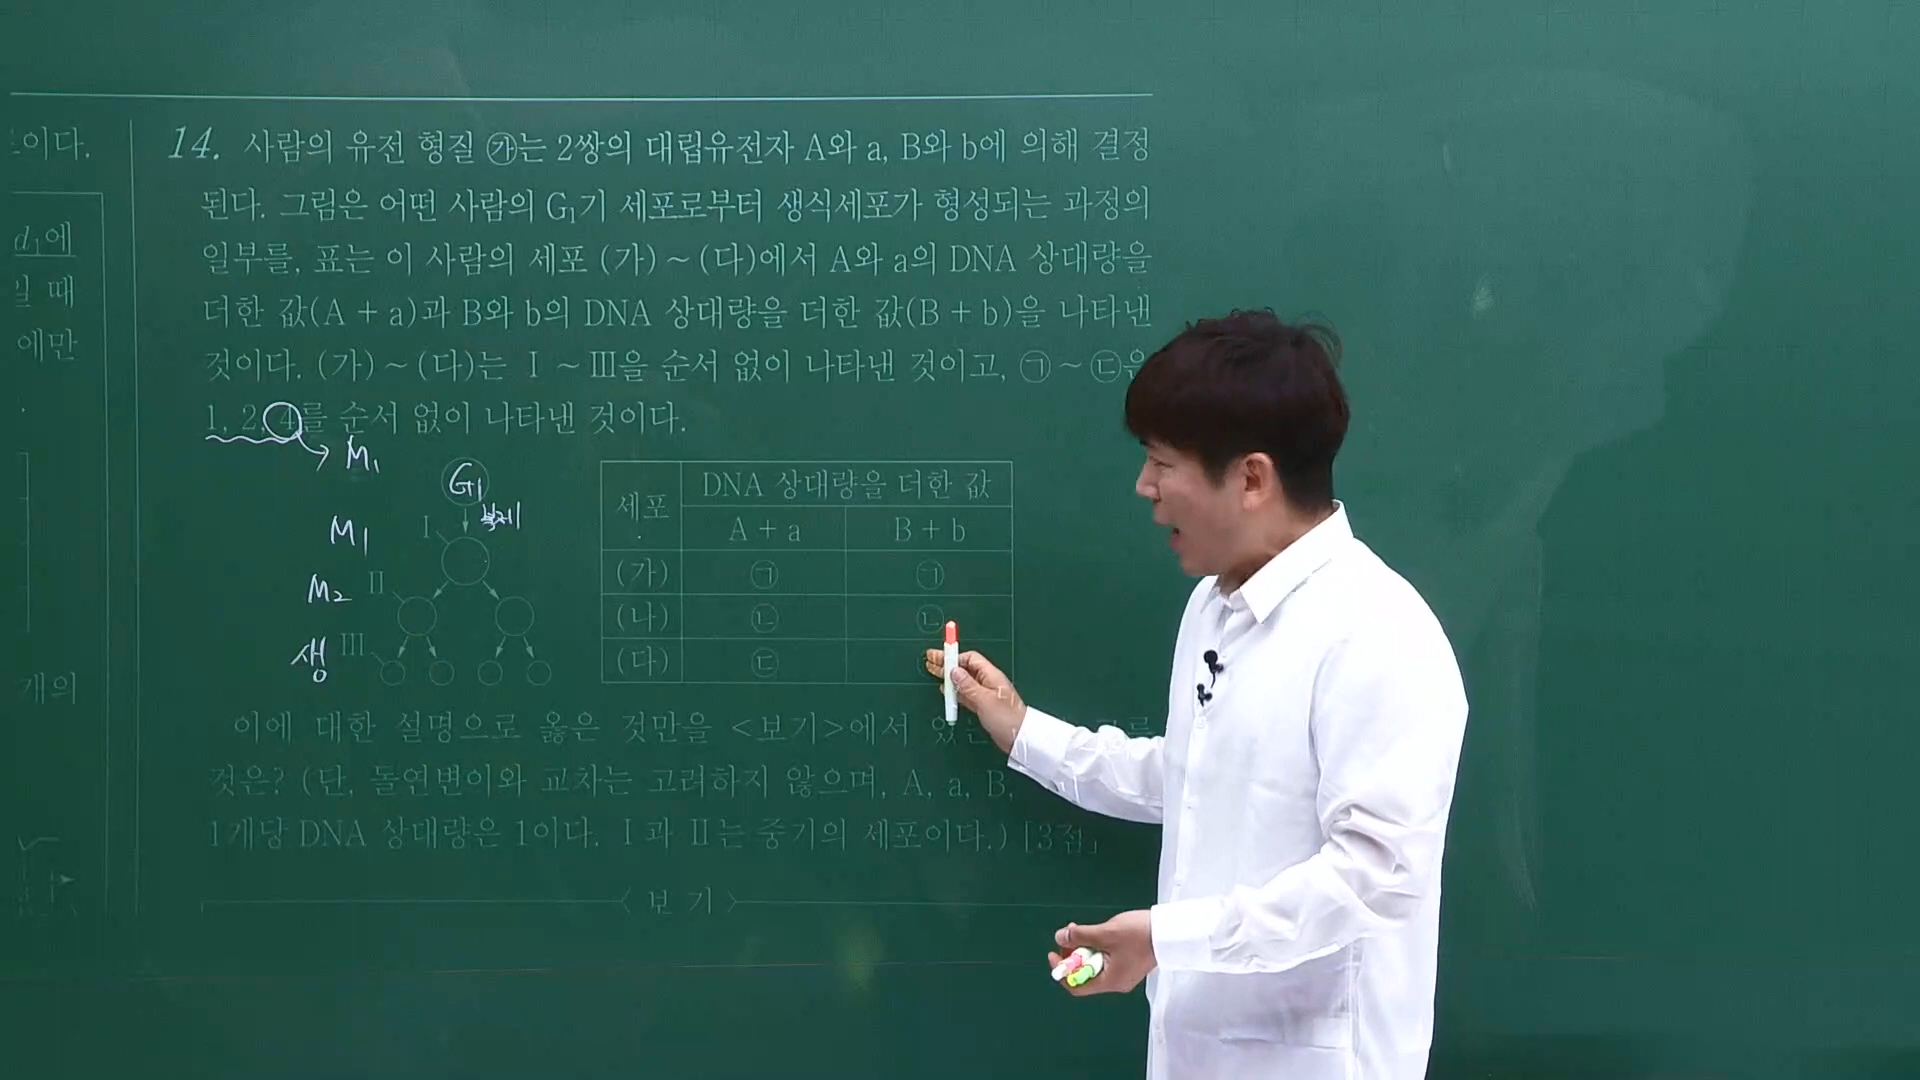 이다.
d₁에
일 때
에만
개의
14. 사람의 유전 형질 ㉮는 2쌍의 대립유전자 A와 a, B와 b에 의해 결정
된다. 그림은 어떤 사람의 G₁기 세포로부터 생식세포가 형성되는 과정의
일부를, 표는 이 사람의 세포 (가)~(다)에서 A와 a의 DNA 상대량을
더한 값(A + a)과 B와 b의 DNA 상대량을 더한 값(B + b)을 나타낸
것이다. (가)~(다)는 Ⅰ~Ⅲ을 순서 없이 나타낸 것이고, ㉠~㉢은
1, 2, 4를 순서 없이 나타낸 것이다.
M₁
G₁
복제
M₁ Ⅰ
M₂ Ⅱ
생 Ⅲ
세포 DNA 상대량을 더한 값
A + a B + b
(가) ㉠ ㉠
(나) ㉡ ㉡
(다) ㉢
이에 대한 설명으로 옳은 것만을 <보기>에서 있는
것은? (단, 돌연변이와 교차는 고려하지 않으며, A, a, B,
1개당 DNA 상대량은 1이다. Ⅰ과 Ⅱ는 중기의 세포이다.) [3점]
<보 기>